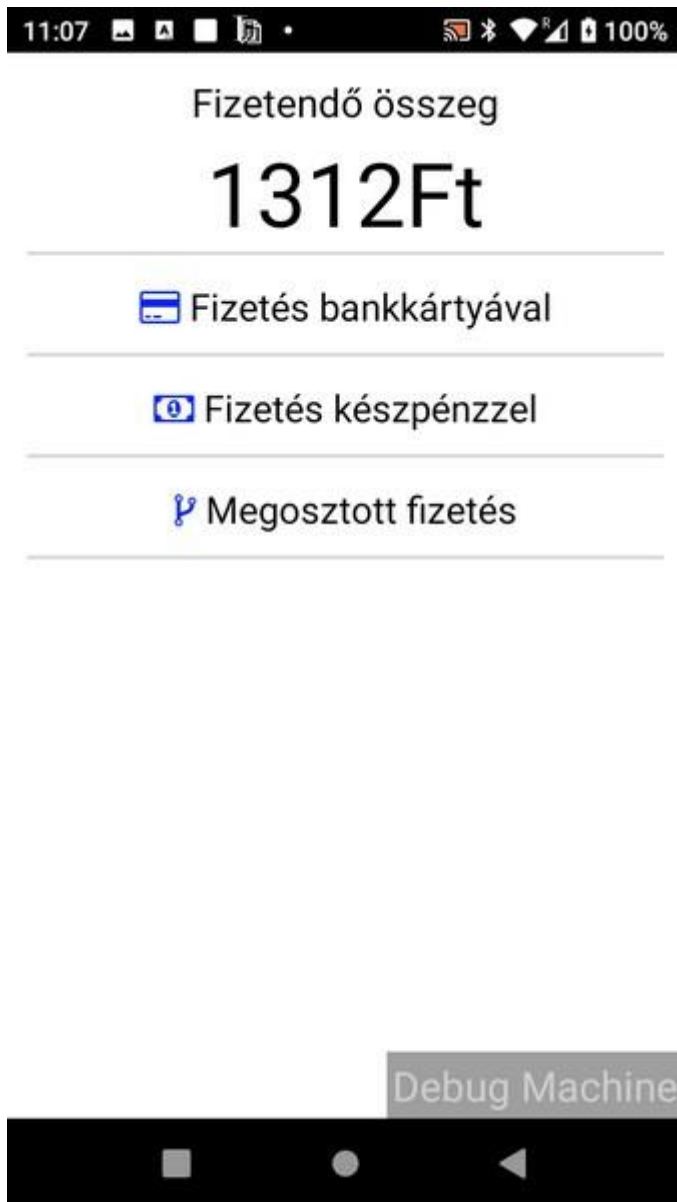 11:07
R
100%
Fizetendő összeg
1312Ft
Fizetés bankkártyával
Fizetés készpénzzel
Megosztott fizetés
Debug Machine